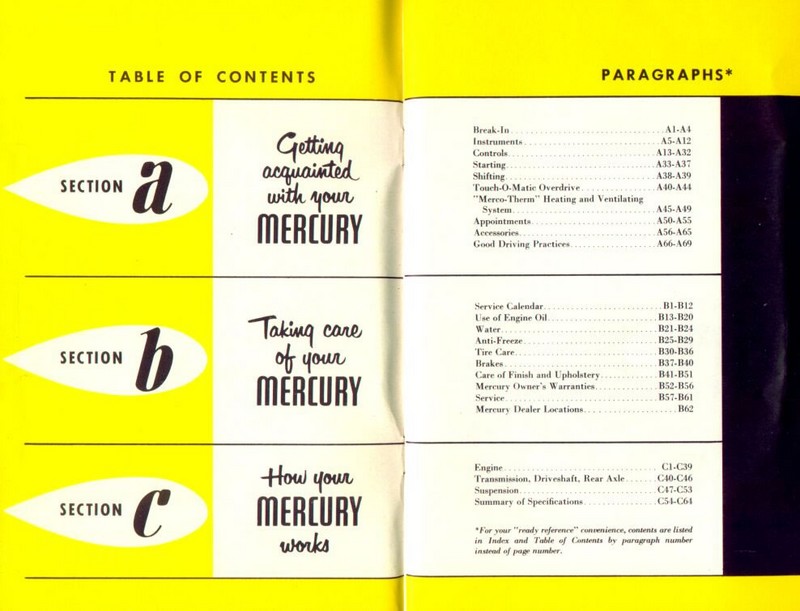 TABLE OF CONTENTS
PARAGRAPHS*
SECTION a
Getting
acquainted
with your
MERCURY
Break-In A1-A4
Instruments A5-A12
Controls A13-A32
Starting A33-A37
Shifting A38-A39
Touch-O-Matic Overdrive A40-A44
"Merco-Therm" Heating and Ventilating
System A45-A49
Appointments A50-A55
Accessories A56-A65
Good Driving Practices A66-A69
SECTION b
Taking care
of your
MERCURY
Service Calendar B1-B12
Use of Engine Oil B13-B20
Water B21-B24
Anti-Freeze B25-B29
Tire Care B30-B36
Brakes B37-B40
Care of Finish and Upholstery B41-B51
Mercury Owner's Warranties B52-B56
Service B57-B61
Mercury Dealer Locations B62
SECTION c
How your
MERCURY
works
Engine C1-C39
Transmission, Driveshaft, Rear Axle C40-C46
Suspension C47-C53
Summary of Specifications C54-C64
*For your "ready reference" convenience, contents are listed
in Index and Table of Contents by paragraph number
instead of page number.